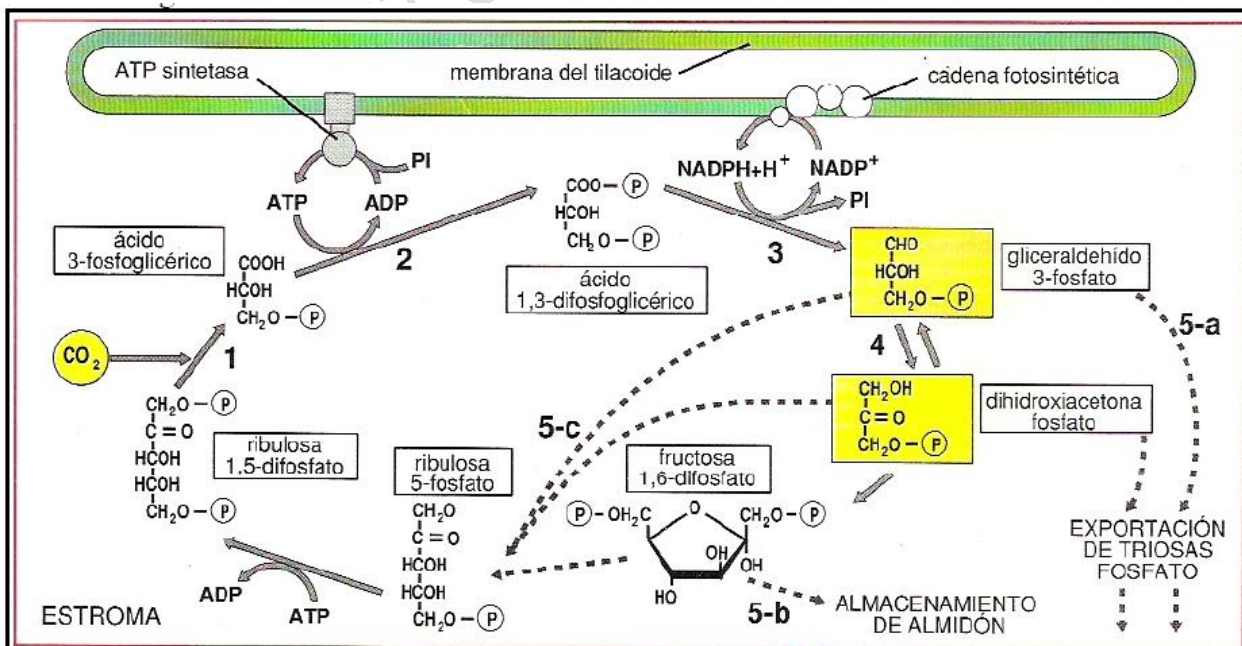 ATP sintetasa
membrana del tilacoide
cadena fotosintética
PI
ATP
ADP
NADPH+H⁺
NADP⁺
PI
COO-P
HCOH
CH₂O-P
ácido
3-fosfoglicérico
2
3
CHO
HCOH
CH₂O-P
gliceraldehído
3-fosfato
COOH
HCOH
CH₂O-P
ácido
1,3-difosfoglicérico
5-a
CO₂
1
4
CH₂OH
C=O
CH₂O-P
dihidroxiacetona
fosfato
CH₂O-P
C=O
HCOH
HCOH
CH₂O-P
ribulosa
1,5-difosfato
5-c
ribulosa
5-fosfato
fructosa
1,6-difosfato
CH₂O
C=O
HCOH
HCOH
CH₂O-P
P-OH₂C
O
CH₂O-P
OH
OH
HO
EXPORTACIÓN
DE TRIOSAS
FOSFATO
ADP
ATP
5-b
ALMACENAMIENTO
DE ALMIDÓN
ESTROMA